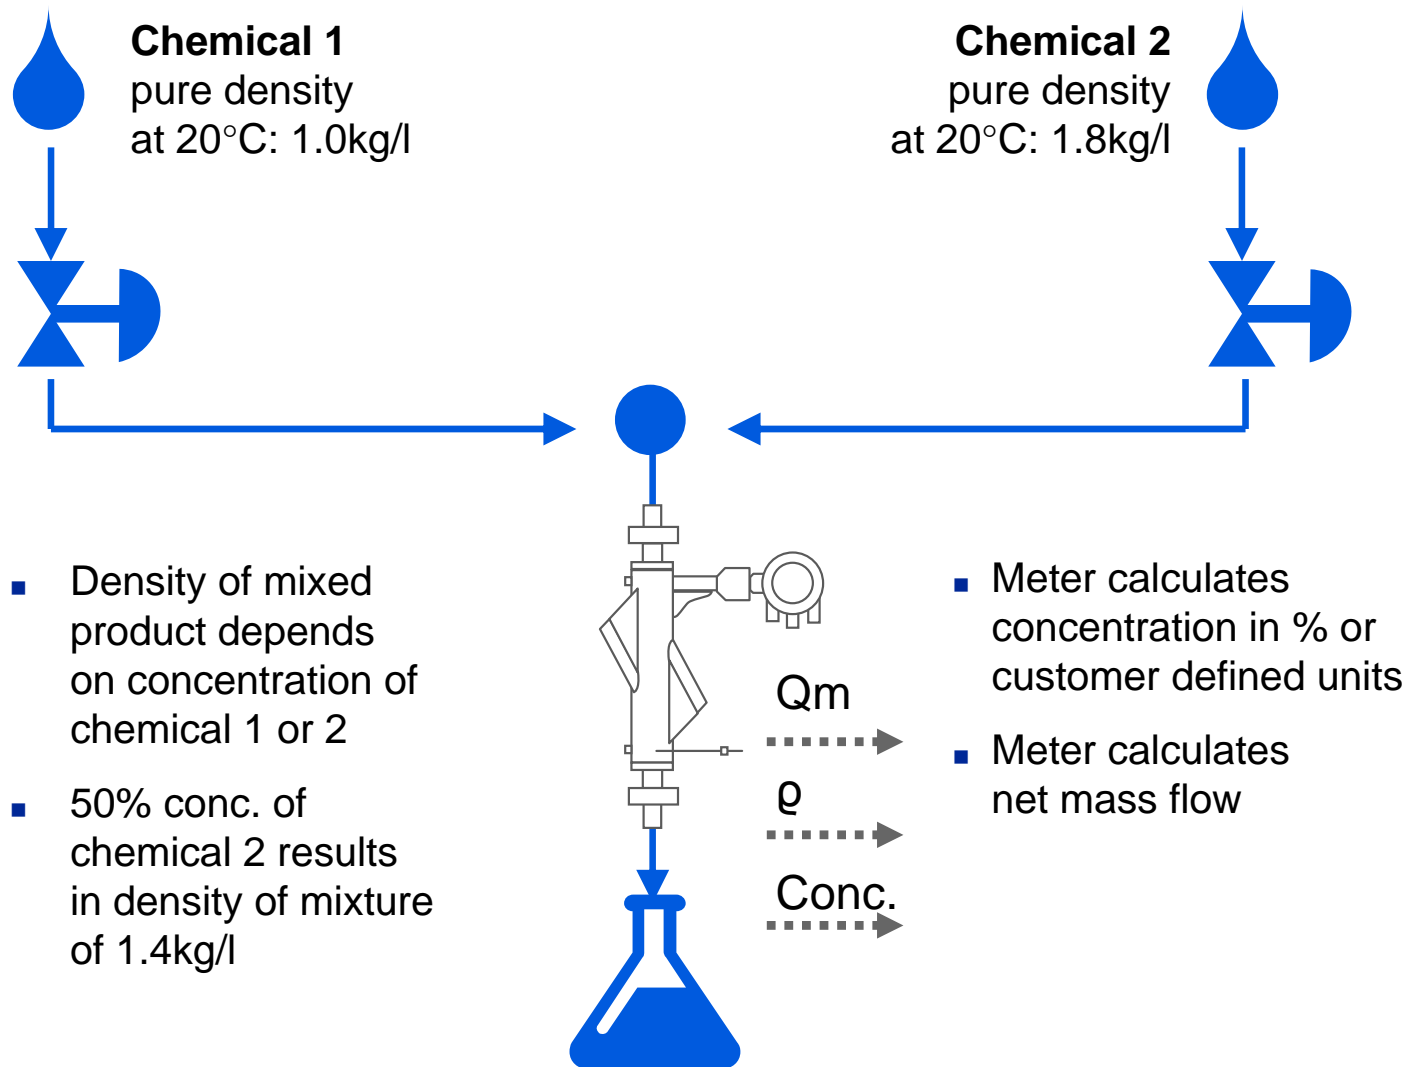 Chemical 1
pure density
at 20°C: 1.0kg/l
Chemical 2
pure density
at 20°C: 1.8kg/l
■ Density of mixed
product depends
on concentration of
chemical 1 or 2
■ 50% conc. of
chemical 2 results
in density of mixture
of 1.4kg/l
Qm
ϱ
Conc.
■ Meter calculates
concentration in % or
customer defined units
■ Meter calculates
net mass flow